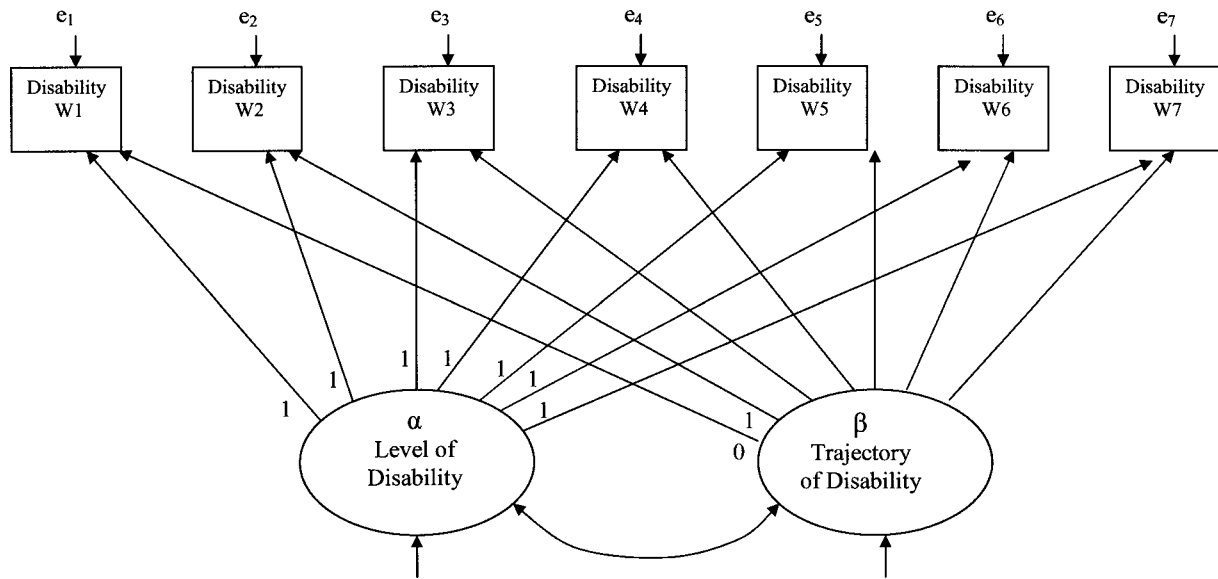 e₁ e₂ e₃ e₄ e₅ e₆ e₇
Disability Disability Disability Disability Disability Disability Disability
W1 W2 W3 W4 W5 W6 W7
1 1 1 1 1 1 1
1
0
α
Level of
Disability
β
Trajectory
of Disability